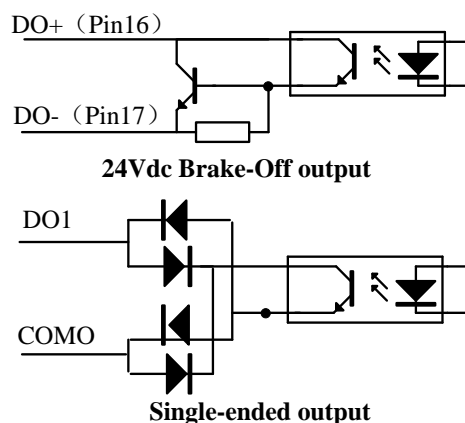 DO+（Pin16）
DO-（Pin17）
24Vdc Brake-Off output
DO1
COMO
Single-ended output